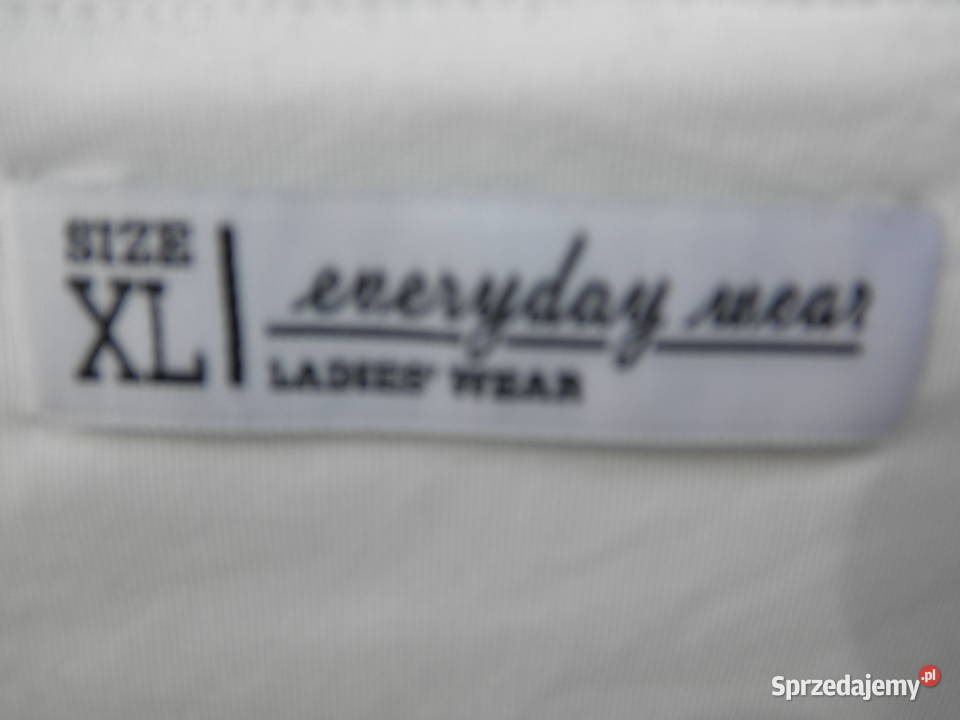 SIZE
XL
everyday wear
LADIES' WEAR
Sprzedajemy.pl